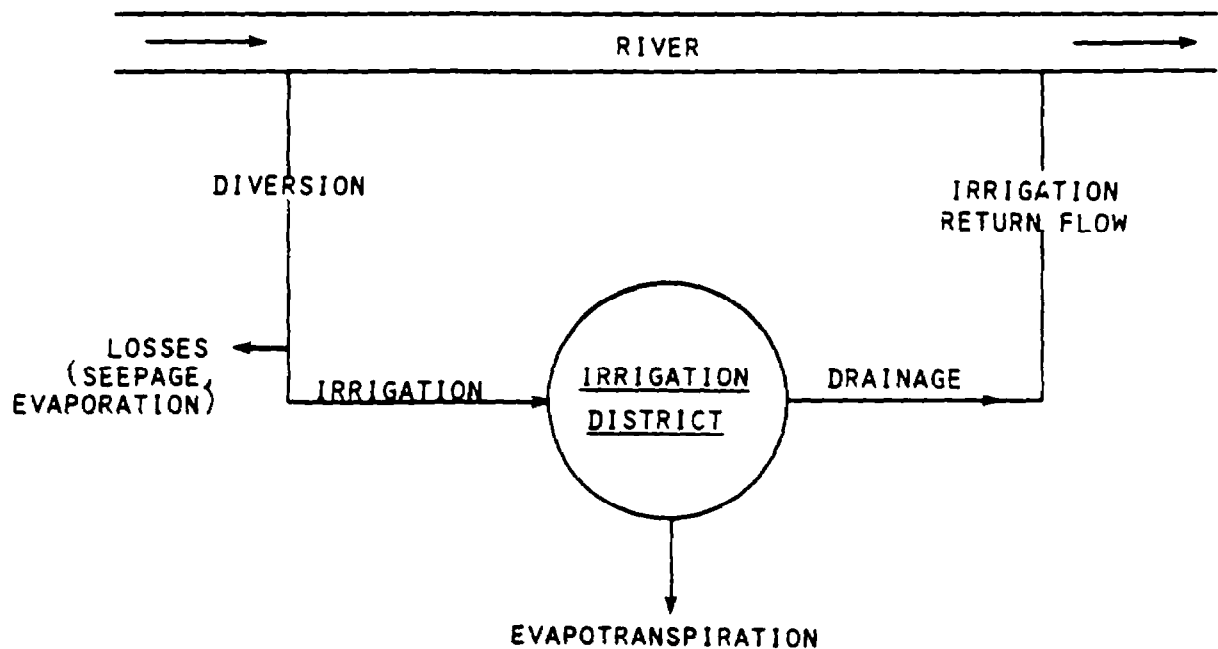 RIVER
DIVERSION
IRRIGATION
RETURN FLOW
LOSSES
(SEEPAGE,
EVAPORATION)
IRRIGATION
IRRIGATION
DISTRICT
DRAINAGE
EVAPOTRANSPIRATION